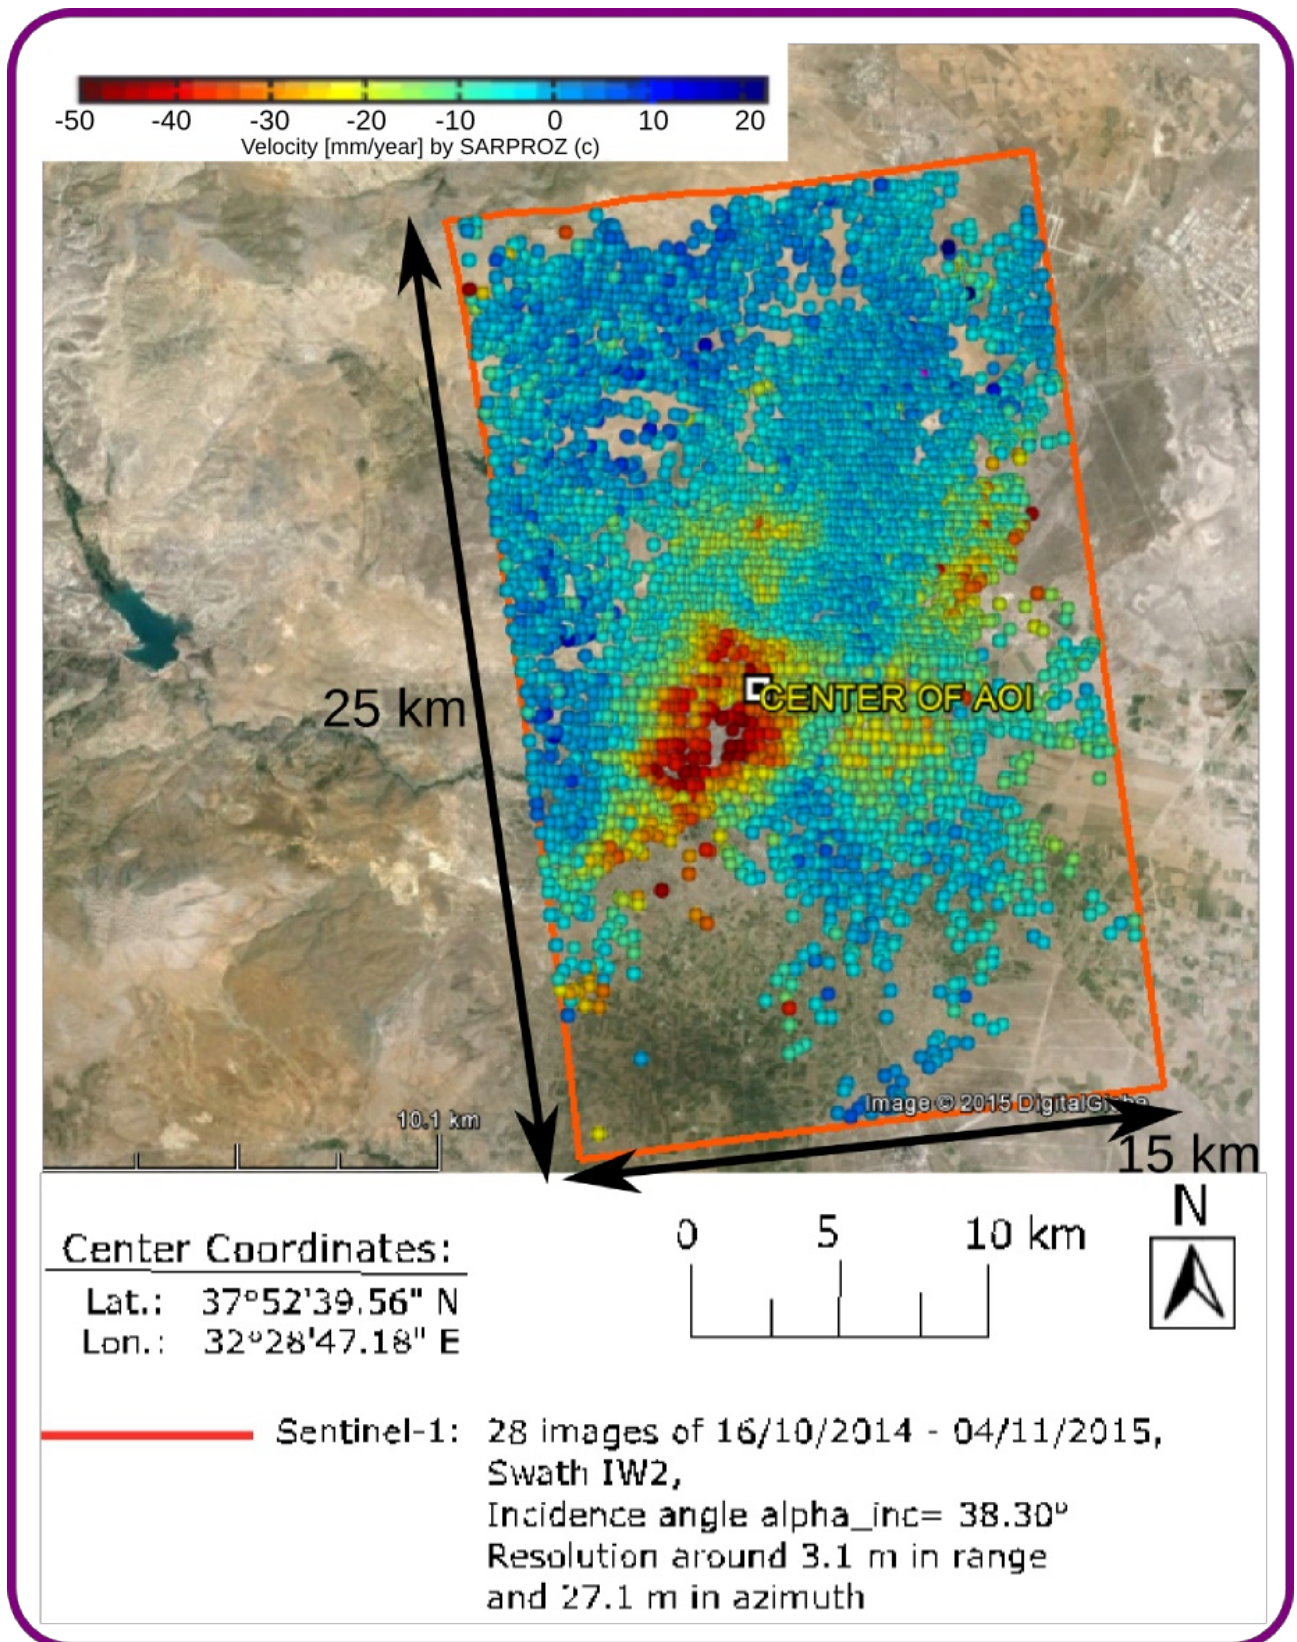 -50 -40 -30 -20 -10 0 10 20
Velocity [mm/year] by SARPROZ (c)
CENTER OF AOI
25 km
Image © 2015 DigitalGlobe
10.1 km
15 km
N
0 5 10 km
Center Coordinates:
Lat.: 37°52'39.56" N
Lon.: 32°28'47.18" E
Sentinel-1: 28 images of 16/10/2014 - 04/11/2015,
Swath IW2,
Incidence angle alpha_inc= 38.30º
Resolution around 3.1 m in range
and 27.1 m in azimuth